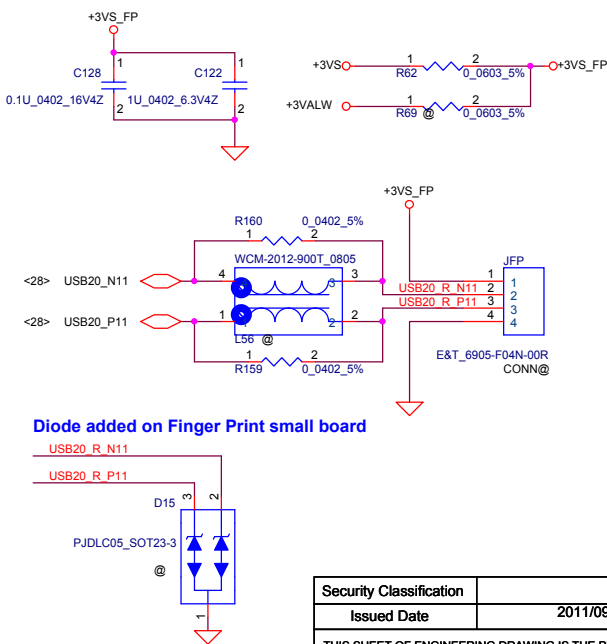 +3VS_FP
1 1
C128 C122
0.1U_0402_16V4Z 1U_0402_6.3V4Z
2 2
+3VS 1 2 +3VS_FP
R62 0_0603_5%
+3VALW 1 2
R69 @ 0_0603_5%
+3VS_FP
R160 0_0402_5%
1 2
WCM-2012-900T_0805
JFP
<28> USB20_N11 4 3 3
1 1
USB20_R_N11 2 2
USB20_R_P11 3 3
4 4
<28> USB20_P11 1 2 2
L56 @
1 2
R159 0_0402_5%
E&T_6905-F04N-00R
CONN@
Diode added on Finger Print small board
USB20_R_N11
USB20_R_P11
D15 3 2
PJDLC05_SOT23-3
@
1
Security Classification
Issued Date 2011/09